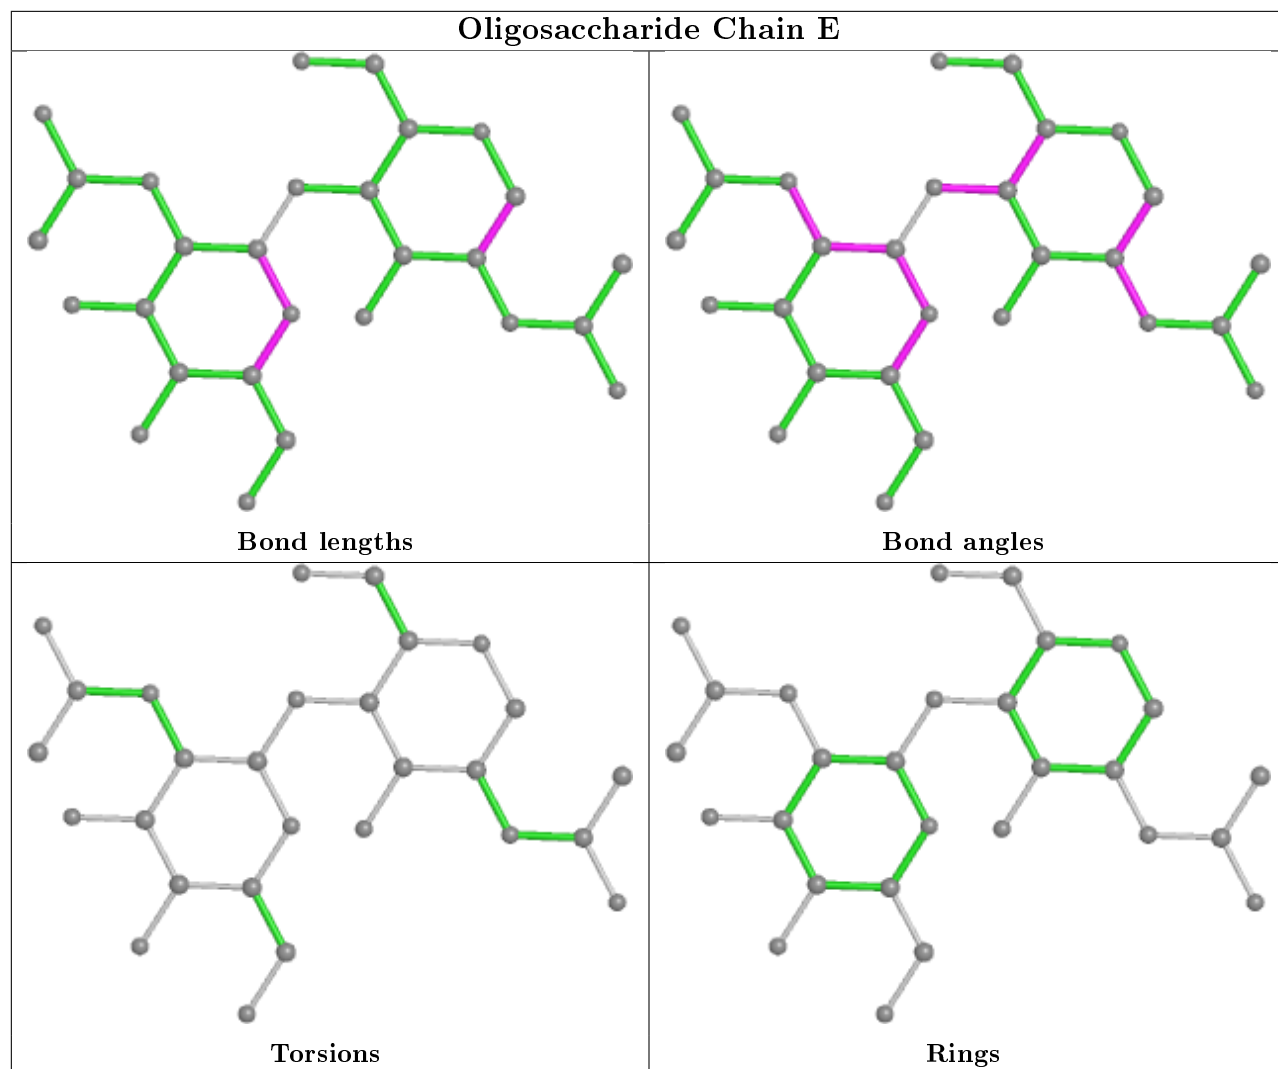 Oligosaccharide Chain E
Bond lengths
Bond angles
Torsions
Rings